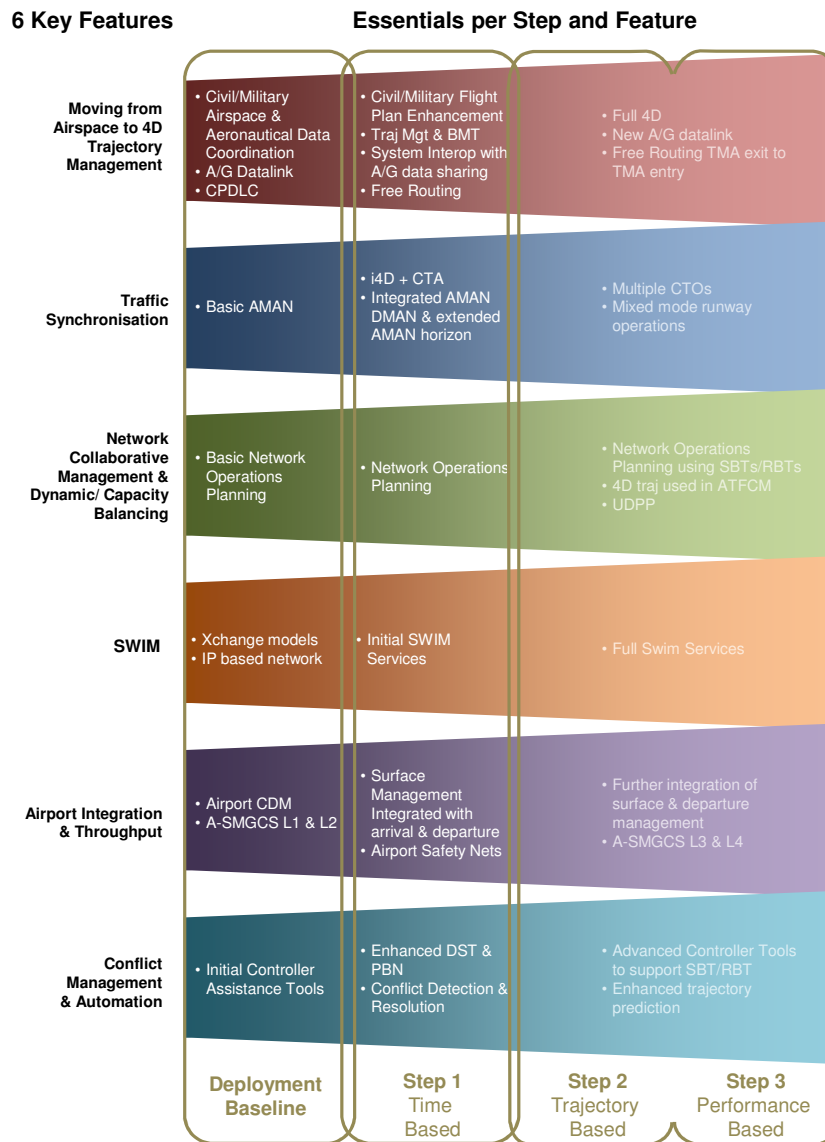 6 Key Features
Essentials per Step and Feature
Moving from
Airspace to 4D
Trajectory
Management
• Civil/Military
Airspace &
Aeronautical Data
Coordination
• A/G Datalink
• CPDLC
• Civil/Military Flight
Plan Enhancement
• Traj Mgt & BMT
• System Interop with
A/G data sharing
• Free Routing
• Full 4D
• New A/G datalink
• Free Routing TMA exit to
TMA entry
Traffic
Synchronisation
• Basic AMAN
• i4D + CTA
• Integrated AMAN
DMAN & extended
AMAN horizon
• Multiple CTOs
• Mixed mode runway
operations
Network
Collaborative
Management &
Dynamic/ Capacity
Balancing
• Basic Network
Operations
Planning
• Network Operations
Planning
• Network Operations
Planning using SBTs/RBTs
• 4D traj used in ATFCM
• UDPP
SWIM
• Xchange models
• IP based network
• Initial SWIM
Services
• Full Swim Services
Airport Integration
& Throughput
• Airport CDM
• A-SMGCS L1 & L2
• Surface
Management
Integrated with
arrival & departure
• Airport Safety Nets
• Further integration of
surface & departure
management
• A-SMGCS L3 & L4
Conflict
Management
& Automation
• Initial Controller
Assistance Tools
• Enhanced DST &
PBN
• Conflict Detection &
Resolution
• Advanced Controller Tools
to support SBT/RBT
• Enhanced trajectory
prediction
Deployment
Baseline
Step 1
Time
Based
Step 2
Trajectory
Based
Step 3
Performance
Based